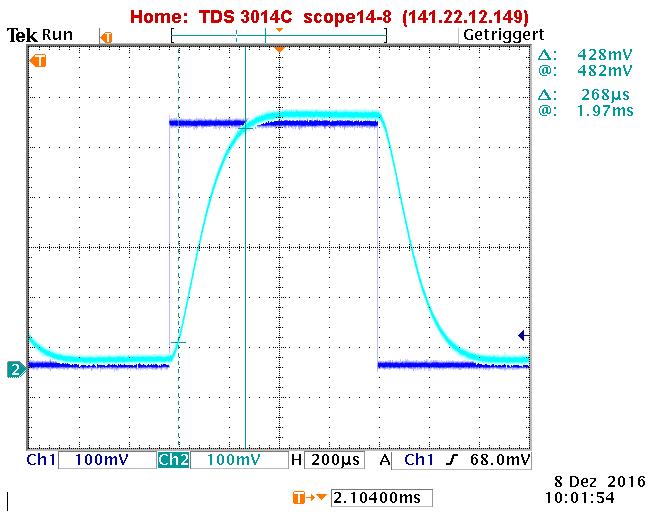 Home: TDS 3014C scope14-8 (141.22.12.149)
Tek Run T Getriggert
T
Δ: 428mV
@: 482mV
Δ: 268µs
@: 1.97ms
2
Ch1 100mV Ch2 100mV H 200µs A Ch1 68.0mV
T 2.10400ms
8 Dez 2016
10:01:54